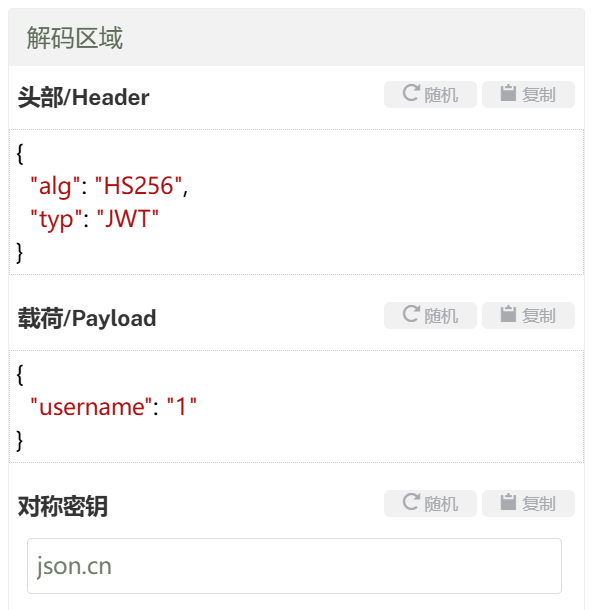 解码区域
头部/Header 随机 复制
{
"alg": "HS256",
"typ": "JWT"
}
载荷/Payload 随机 复制
{
"username": "1"
}
对称密钥 随机 复制
json.cn